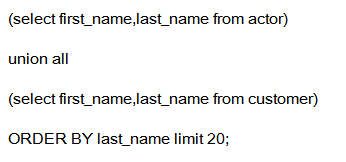 (select first_name,last_name from actor)
union all
(select first_name,last_name from customer)
ORDER BY last_name limit 20;